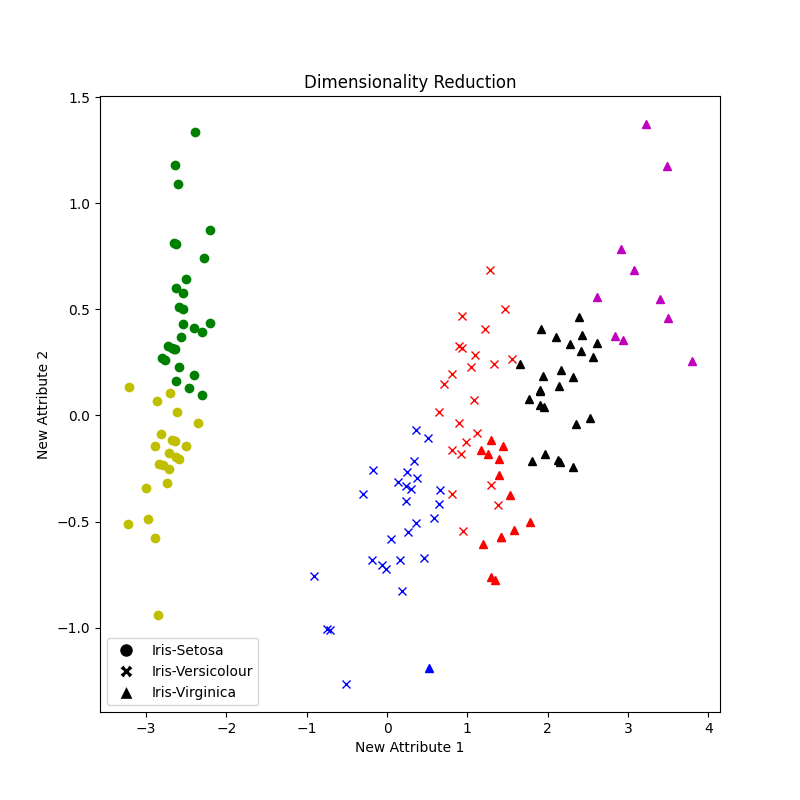 Dimensionality Reduction
1.5
1.0
0.5
0.0
−0.5
−1.0
New Attribute 2
Iris-Setosa
Iris-Versicolour
Iris-Virginica
−3 −2 −1 0 1 2 3 4
New Attribute 1